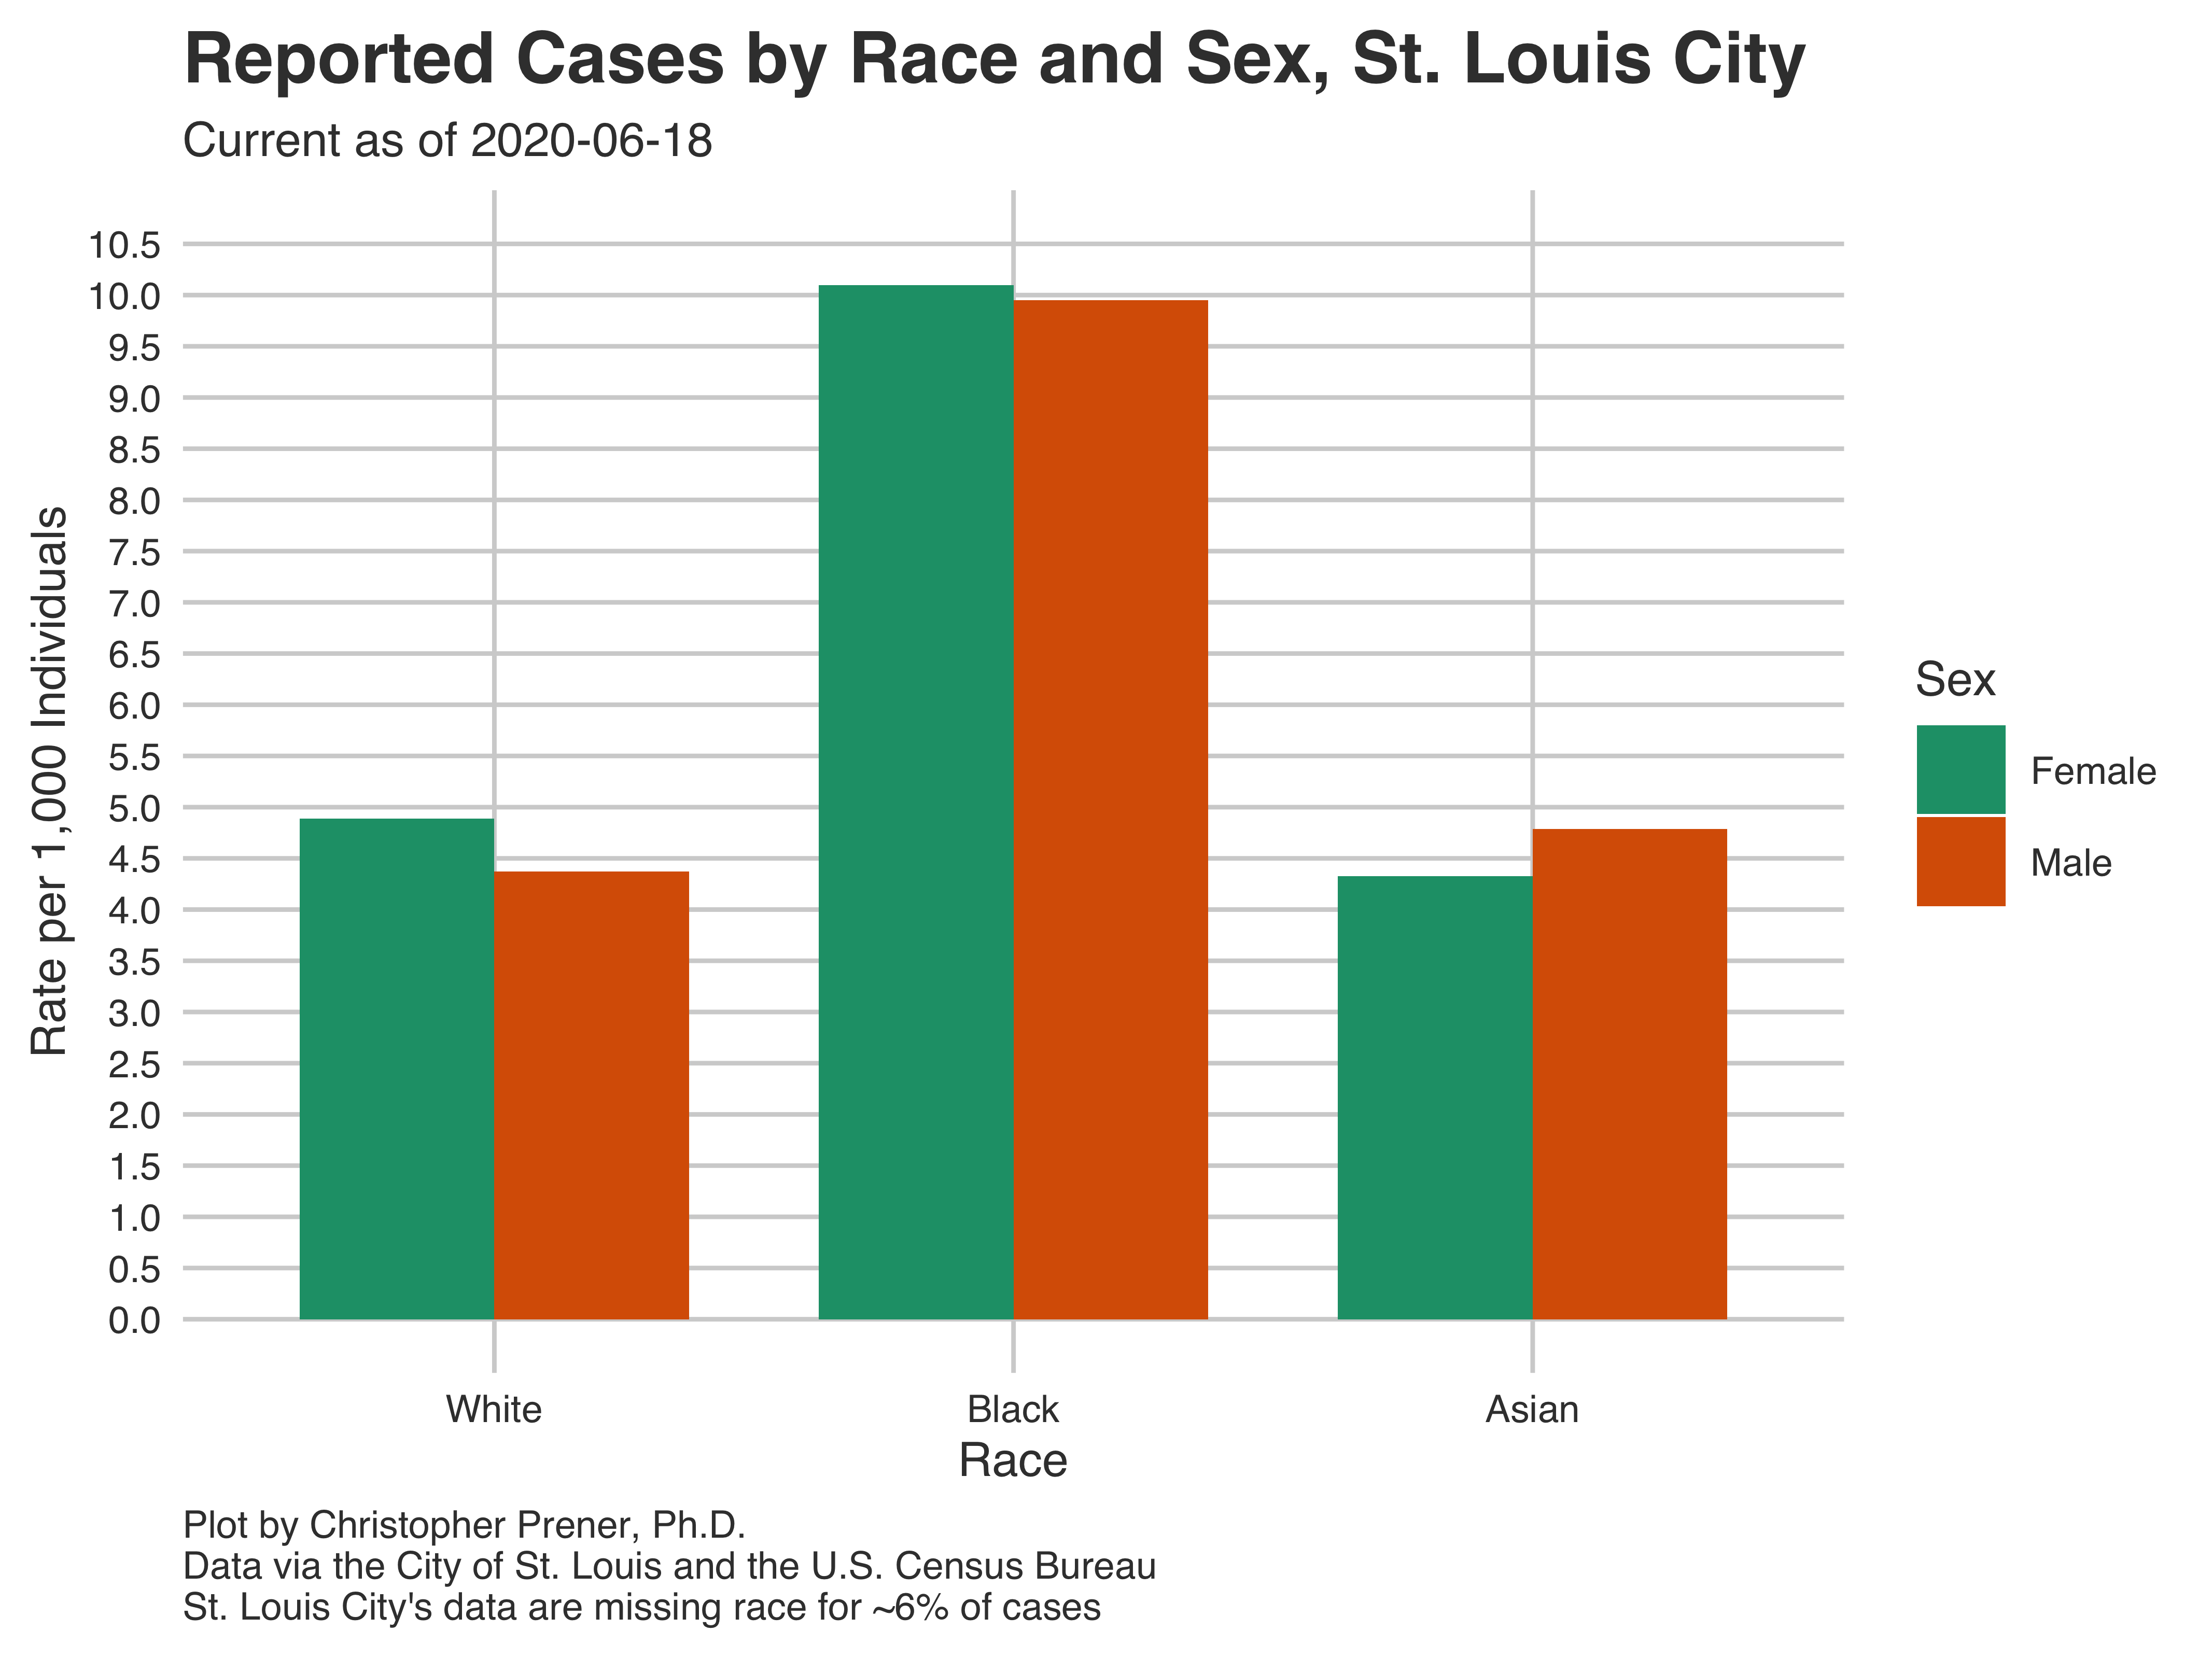 Reported Cases by Race and Sex, St. Louis City
Current as of 2020-06-18
Rate per 1,000 Individuals
10.5
10.0
9.5
9.0
8.5
8.0
7.5
7.0
6.5
6.0
5.5
5.0
4.5
4.0
3.5
3.0
2.5
2.0
1.5
1.0
0.5
0.0
White Black Asian
Race
Sex
Female
Male
Plot by Christopher Prener, Ph.D.
Data via the City of St. Louis and the U.S. Census Bureau
St. Louis City's data are missing race for ~6% of cases